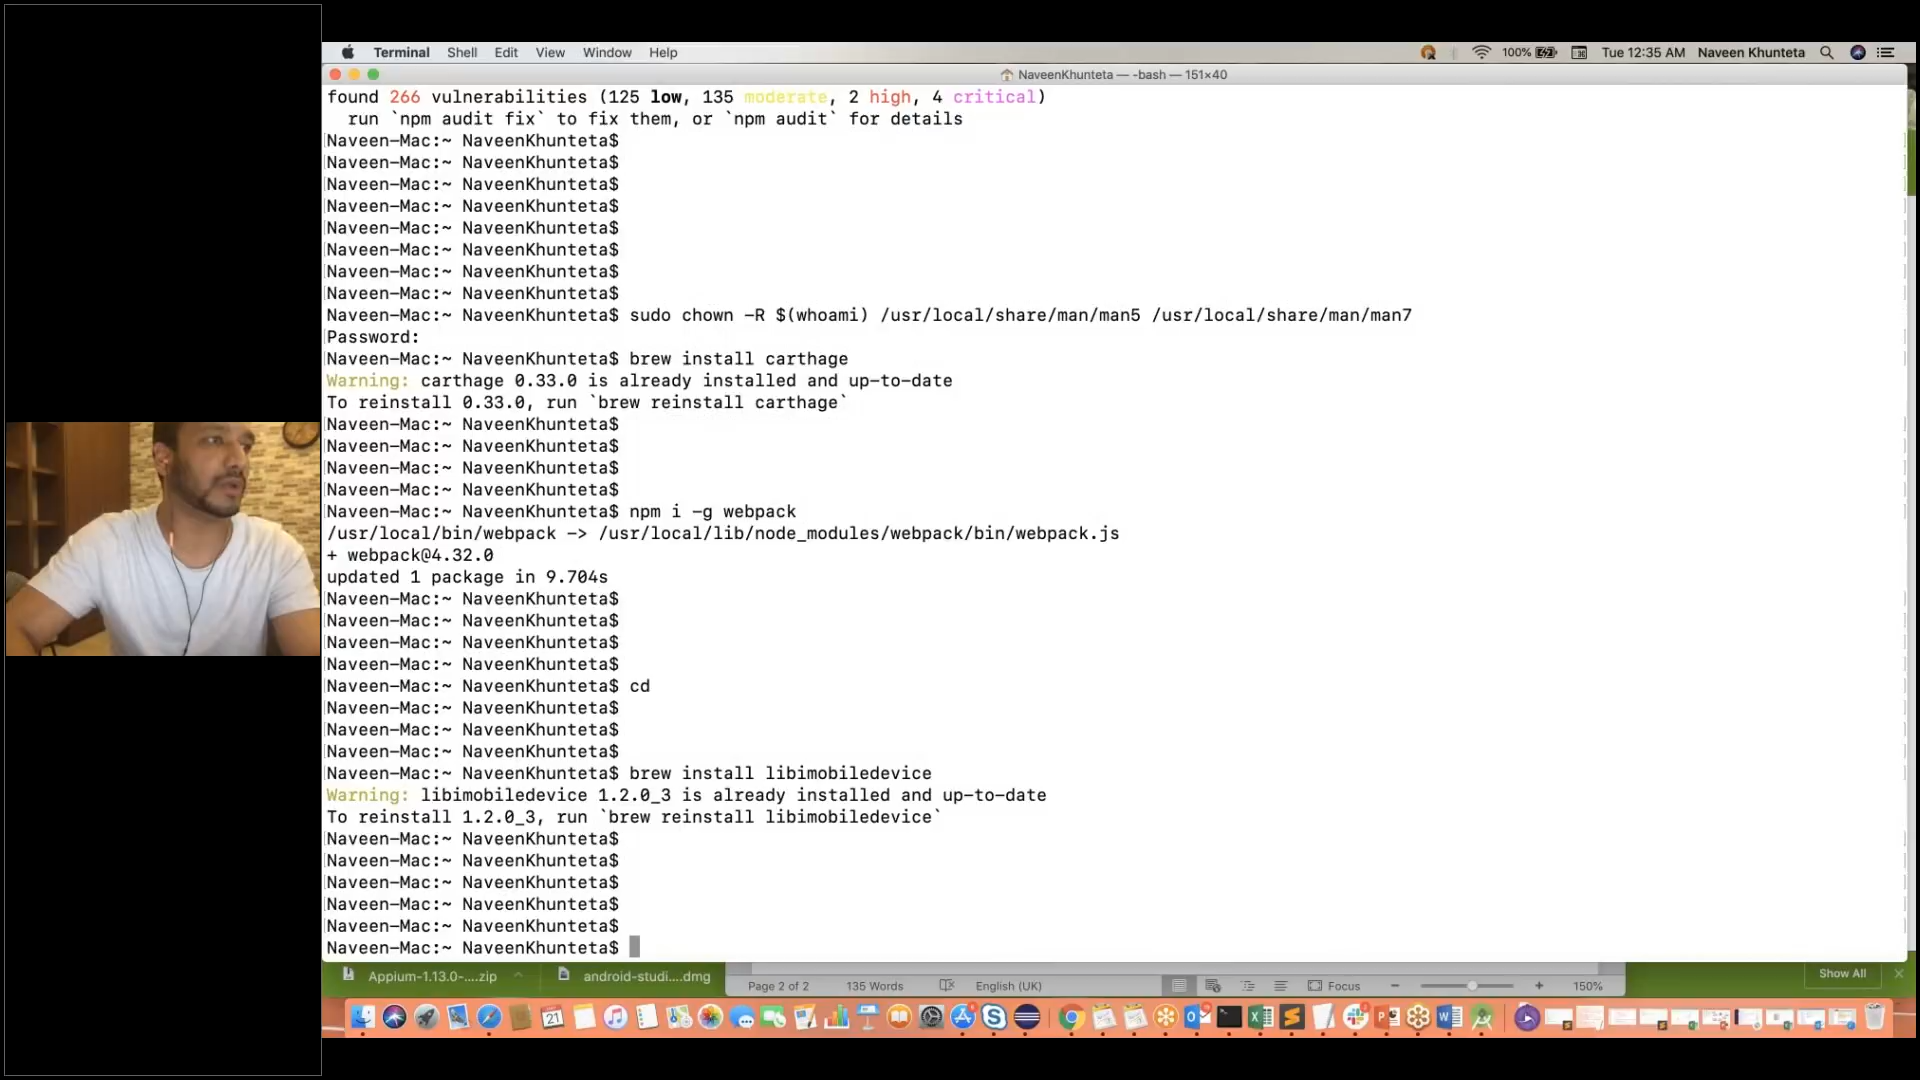 Terminal Shell Edit View Window Help 100% Tue 12:35 AM Naveen Khunteta
NaveenKhunteta — -bash — 151×40
found 266 vulnerabilities (125 low, 135 moderate, 2 high, 4 critical)
run `npm audit fix` to fix them, or `npm audit` for details
Naveen-Mac:~ NaveenKhunteta$
Naveen-Mac:~ NaveenKhunteta$
Naveen-Mac:~ NaveenKhunteta$
Naveen-Mac:~ NaveenKhunteta$
Naveen-Mac:~ NaveenKhunteta$
Naveen-Mac:~ NaveenKhunteta$
Naveen-Mac:~ NaveenKhunteta$
Naveen-Mac:~ NaveenKhunteta$
Naveen-Mac:~ NaveenKhunteta$ sudo chown -R $(whoami) /usr/local/share/man/man5 /usr/local/share/man/man7
Password:
Naveen-Mac:~ NaveenKhunteta$ brew install carthage
Warning: carthage 0.33.0 is already installed and up-to-date
To reinstall 0.33.0, run `brew reinstall carthage`
Naveen-Mac:~ NaveenKhunteta$
Naveen-Mac:~ NaveenKhunteta$
Naveen-Mac:~ NaveenKhunteta$
Naveen-Mac:~ NaveenKhunteta$
Naveen-Mac:~ NaveenKhunteta$ npm i -g webpack
/usr/local/bin/webpack -> /usr/local/lib/node_modules/webpack/bin/webpack.js
+ webpack@4.32.0
updated 1 package in 9.704s
Naveen-Mac:~ NaveenKhunteta$
Naveen-Mac:~ NaveenKhunteta$
Naveen-Mac:~ NaveenKhunteta$
Naveen-Mac:~ NaveenKhunteta$
Naveen-Mac:~ NaveenKhunteta$ cd
Naveen-Mac:~ NaveenKhunteta$
Naveen-Mac:~ NaveenKhunteta$
Naveen-Mac:~ NaveenKhunteta$
Naveen-Mac:~ NaveenKhunteta$ brew install libimobiledevice
Warning: libimobiledevice 1.2.0_3 is already installed and up-to-date
To reinstall 1.2.0_3, run `brew reinstall libimobiledevice`
Naveen-Mac:~ NaveenKhunteta$
Naveen-Mac:~ NaveenKhunteta$
Naveen-Mac:~ NaveenKhunteta$
Naveen-Mac:~ NaveenKhunteta$
Naveen-Mac:~ NaveenKhunteta$
Naveen-Mac:~ NaveenKhunteta$
Appium-1.13.0-....zip android-studi....dmg Show All
Page 2 of 2 135 Words English (UK) Focus 150%
21